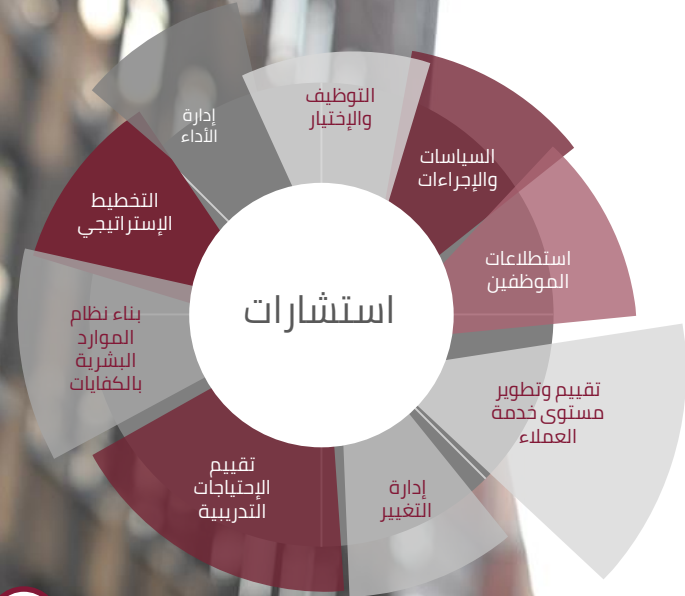 التوظيف
والإختيار
السياسات
والإجراءات
استطلاعات
الموظفين
تقييم وتطوير
مستوى خدمة
العملاء
إدارة
التغيير
تقييم
الإحتياجات
التدريبية
بناء نظام
الموارد
البشرية
بالكفايات
التخطيط
الإستراتيجي
إدارة
الأداء
استشارات